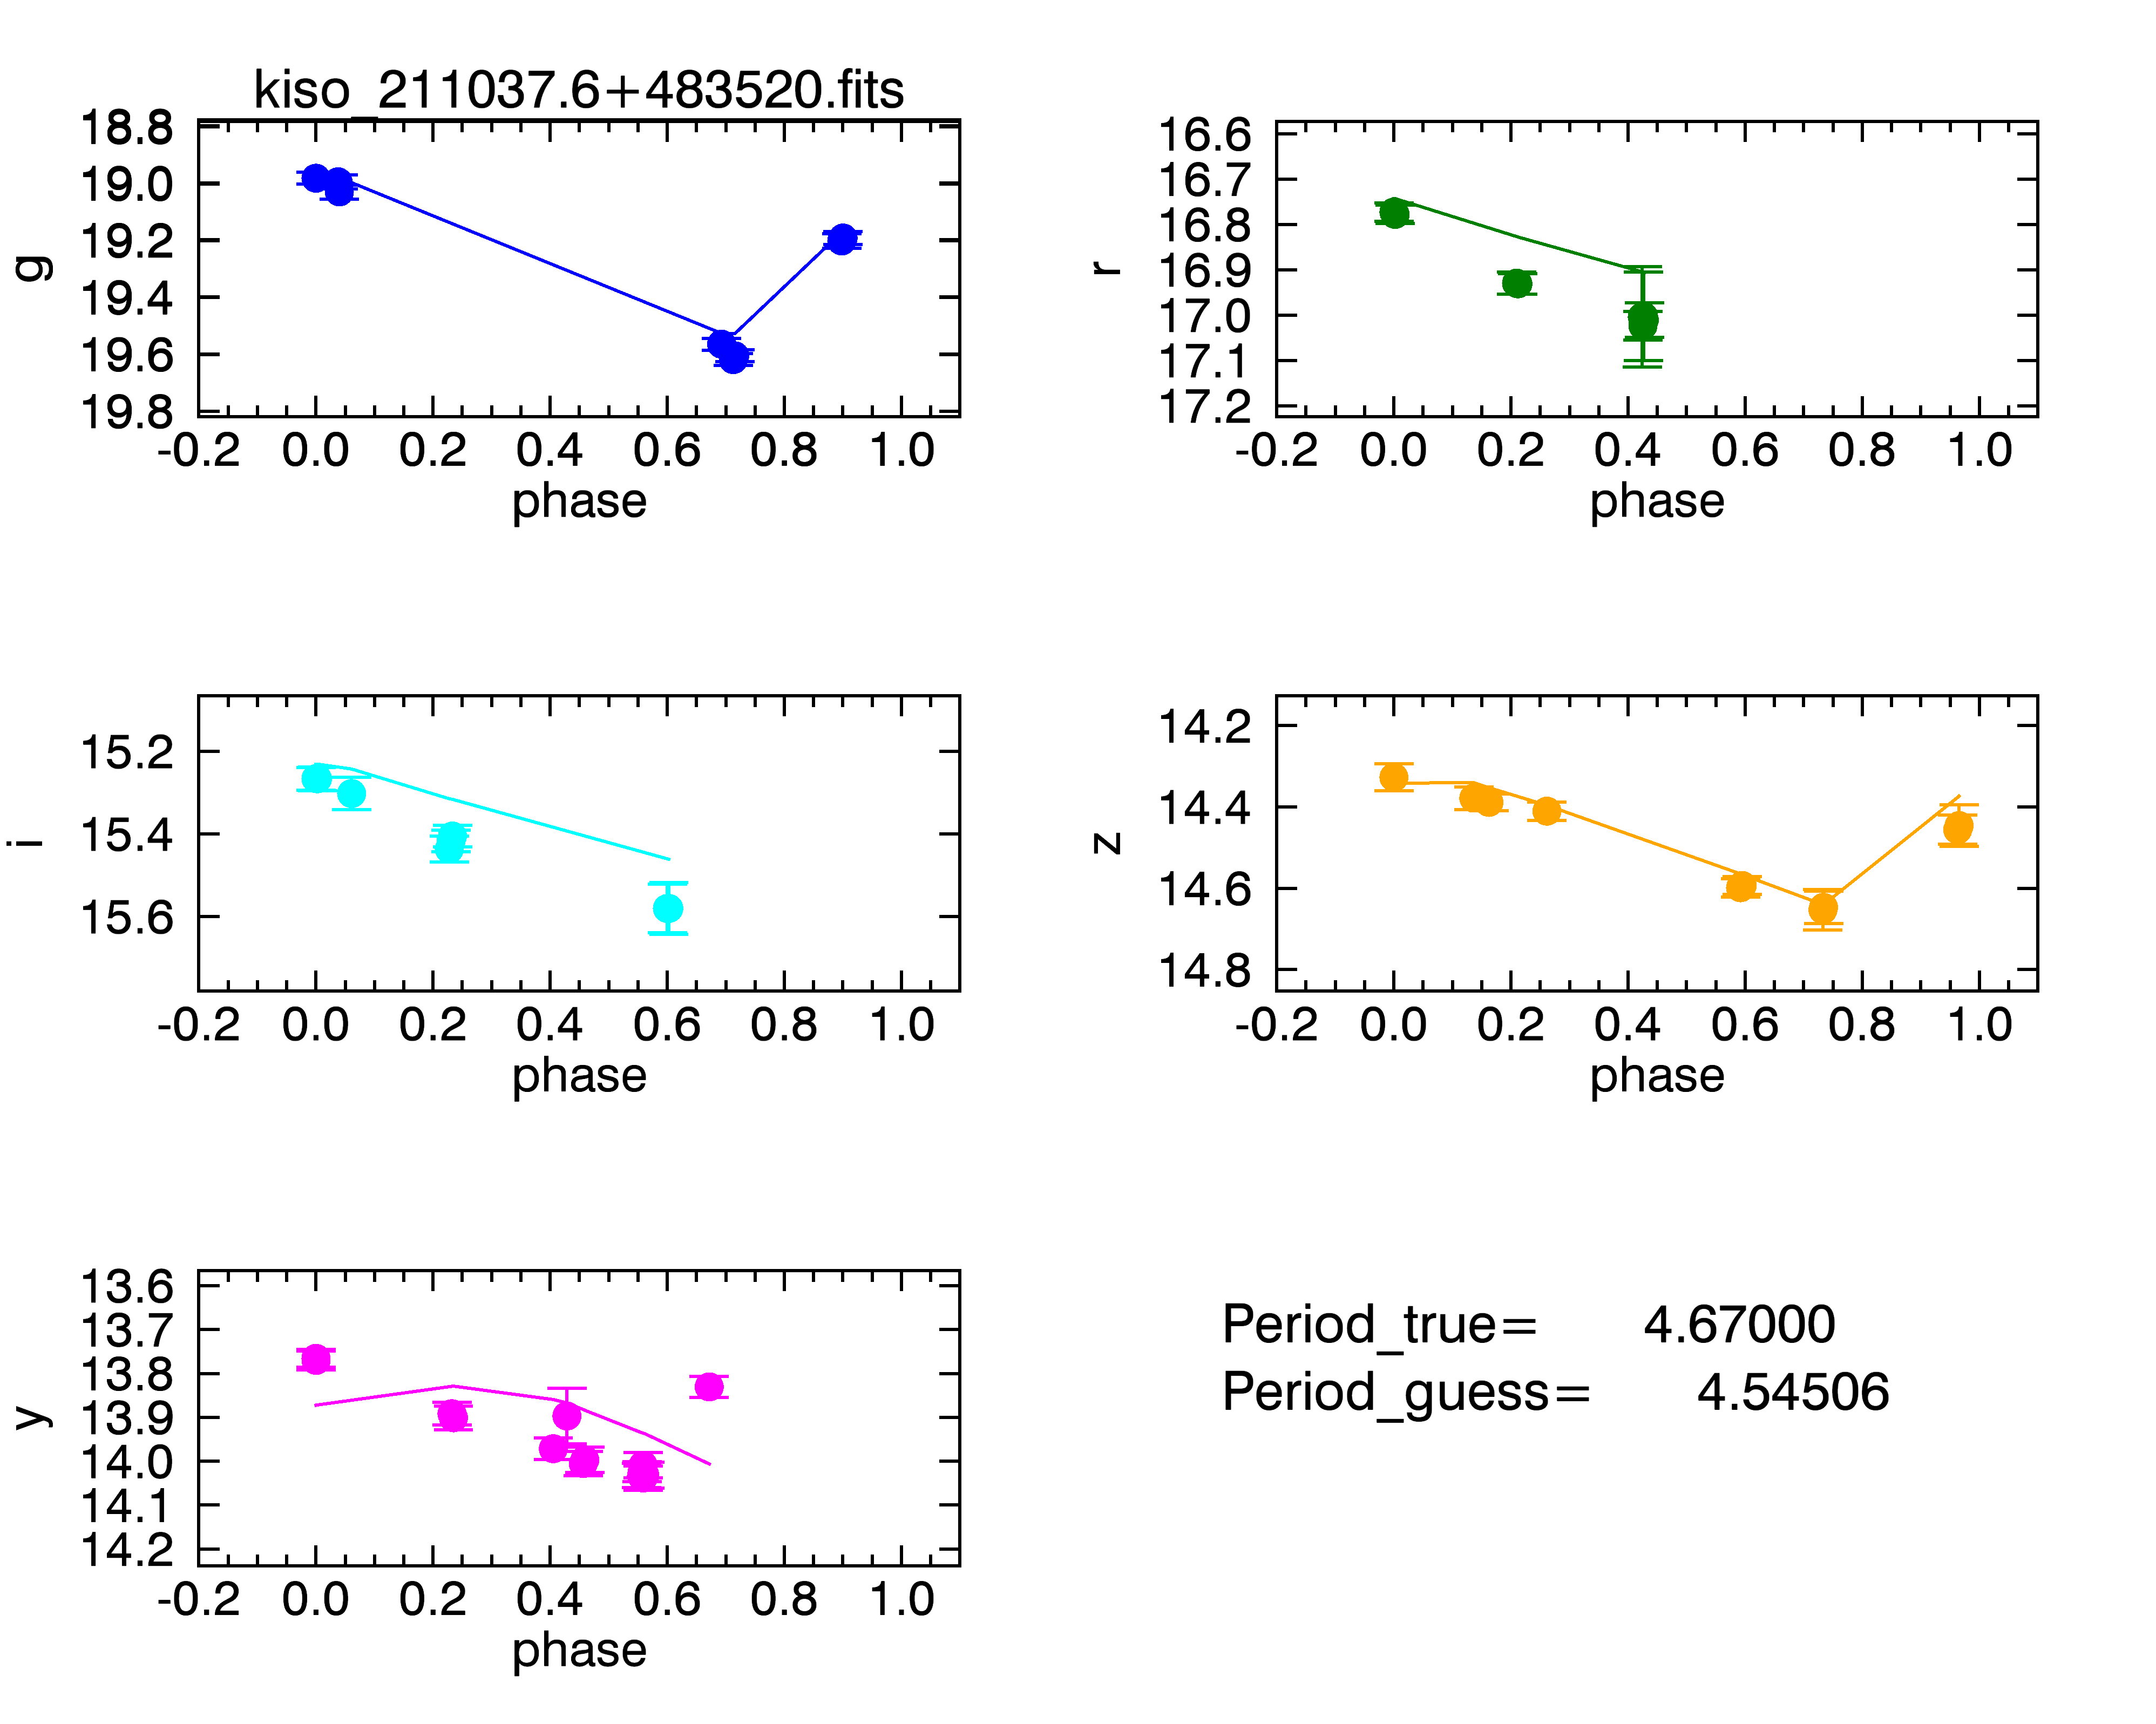 kiso_211037.6+483520.fits
18.8
19.0
19.2
19.4
19.6
19.8
g
-0.2 0.0 0.2 0.4 0.6 0.8 1.0
phase
16.6
16.7
16.8
16.9
17.0
17.1
17.2
r
-0.2 0.0 0.2 0.4 0.6 0.8 1.0
phase
15.2
15.4
15.6
i
-0.2 0.0 0.2 0.4 0.6 0.8 1.0
phase
14.2
14.4
14.6
14.8
z
-0.2 0.0 0.2 0.4 0.6 0.8 1.0
phase
13.6
13.7
13.8
13.9
14.0
14.1
14.2
y
-0.2 0.0 0.2 0.4 0.6 0.8 1.0
phase
Period_true= 4.67000
Period_guess= 4.54506